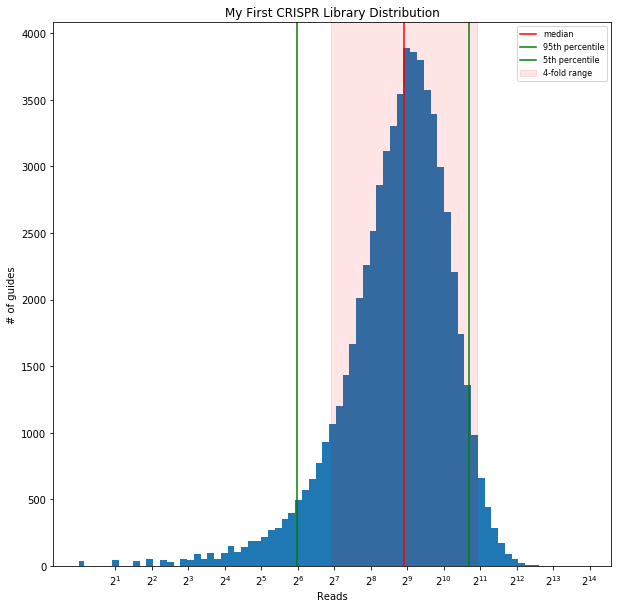 My First CRISPR Library Distribution
median
95th percentile
5th percentile
4-fold range
# of guides
4000
3500
3000
2500
2000
1500
1000
500
0
2¹ 2² 2³ 2⁴ 2⁵ 2⁶ 2⁷ 2⁸ 2⁹ 2¹⁰ 2¹¹ 2¹² 2¹³ 2¹⁴
Reads